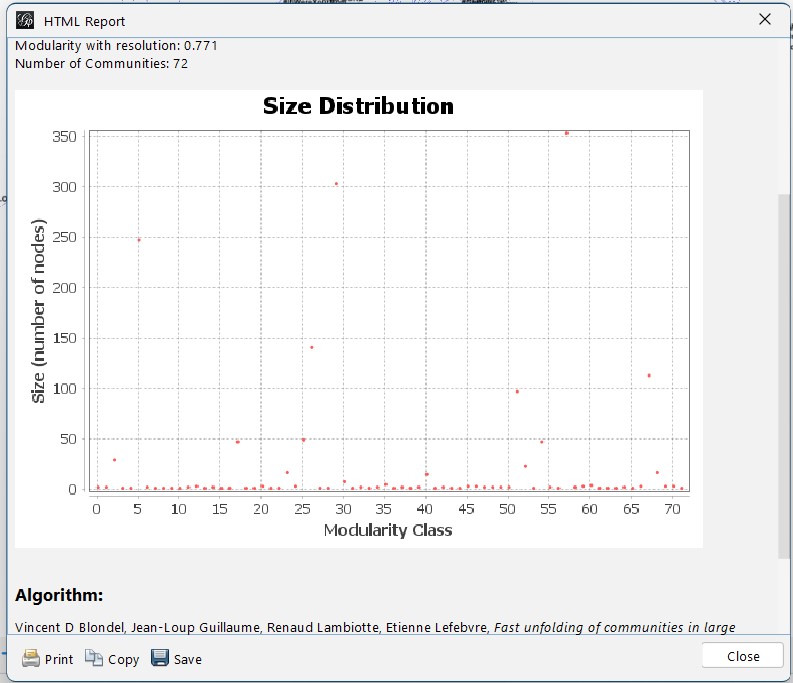 HTML Report
Modularity with resolution: 0.771
Number of Communities: 72
Size Distribution
Size (number of nodes)
350
300
250
200
150
100
50
0
0 5 10 15 20 25 30 35 40 45 50 55 60 65 70
Modularity Class
Algorithm:
Vincent D Blondel, Jean-Loup Guillaume, Renaud Lambiotte, Etienne Lefebvre, Fast unfolding of communities in large
Print Copy Save Close